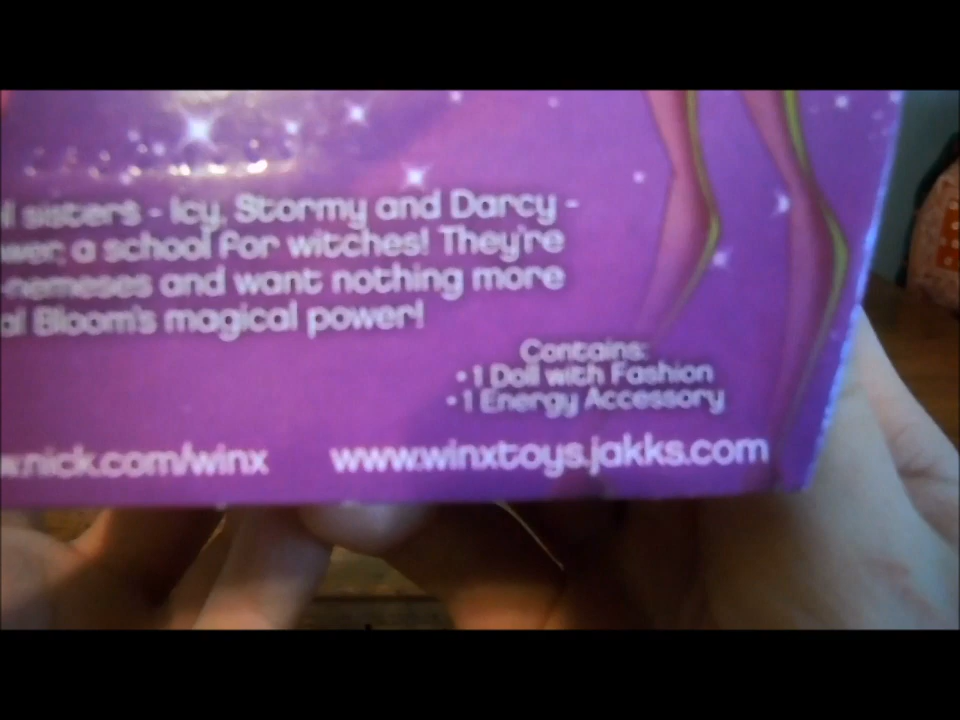 sisters - Icy, Stormy and Darcy -
a school for witches! They're
-nemeses and want nothing more
al Bloom's magical power!
Contains:
• 1 Doll with Fashion
• 1 Energy Accessory
w.nick.com/winx www.winxtoys.jakks.com